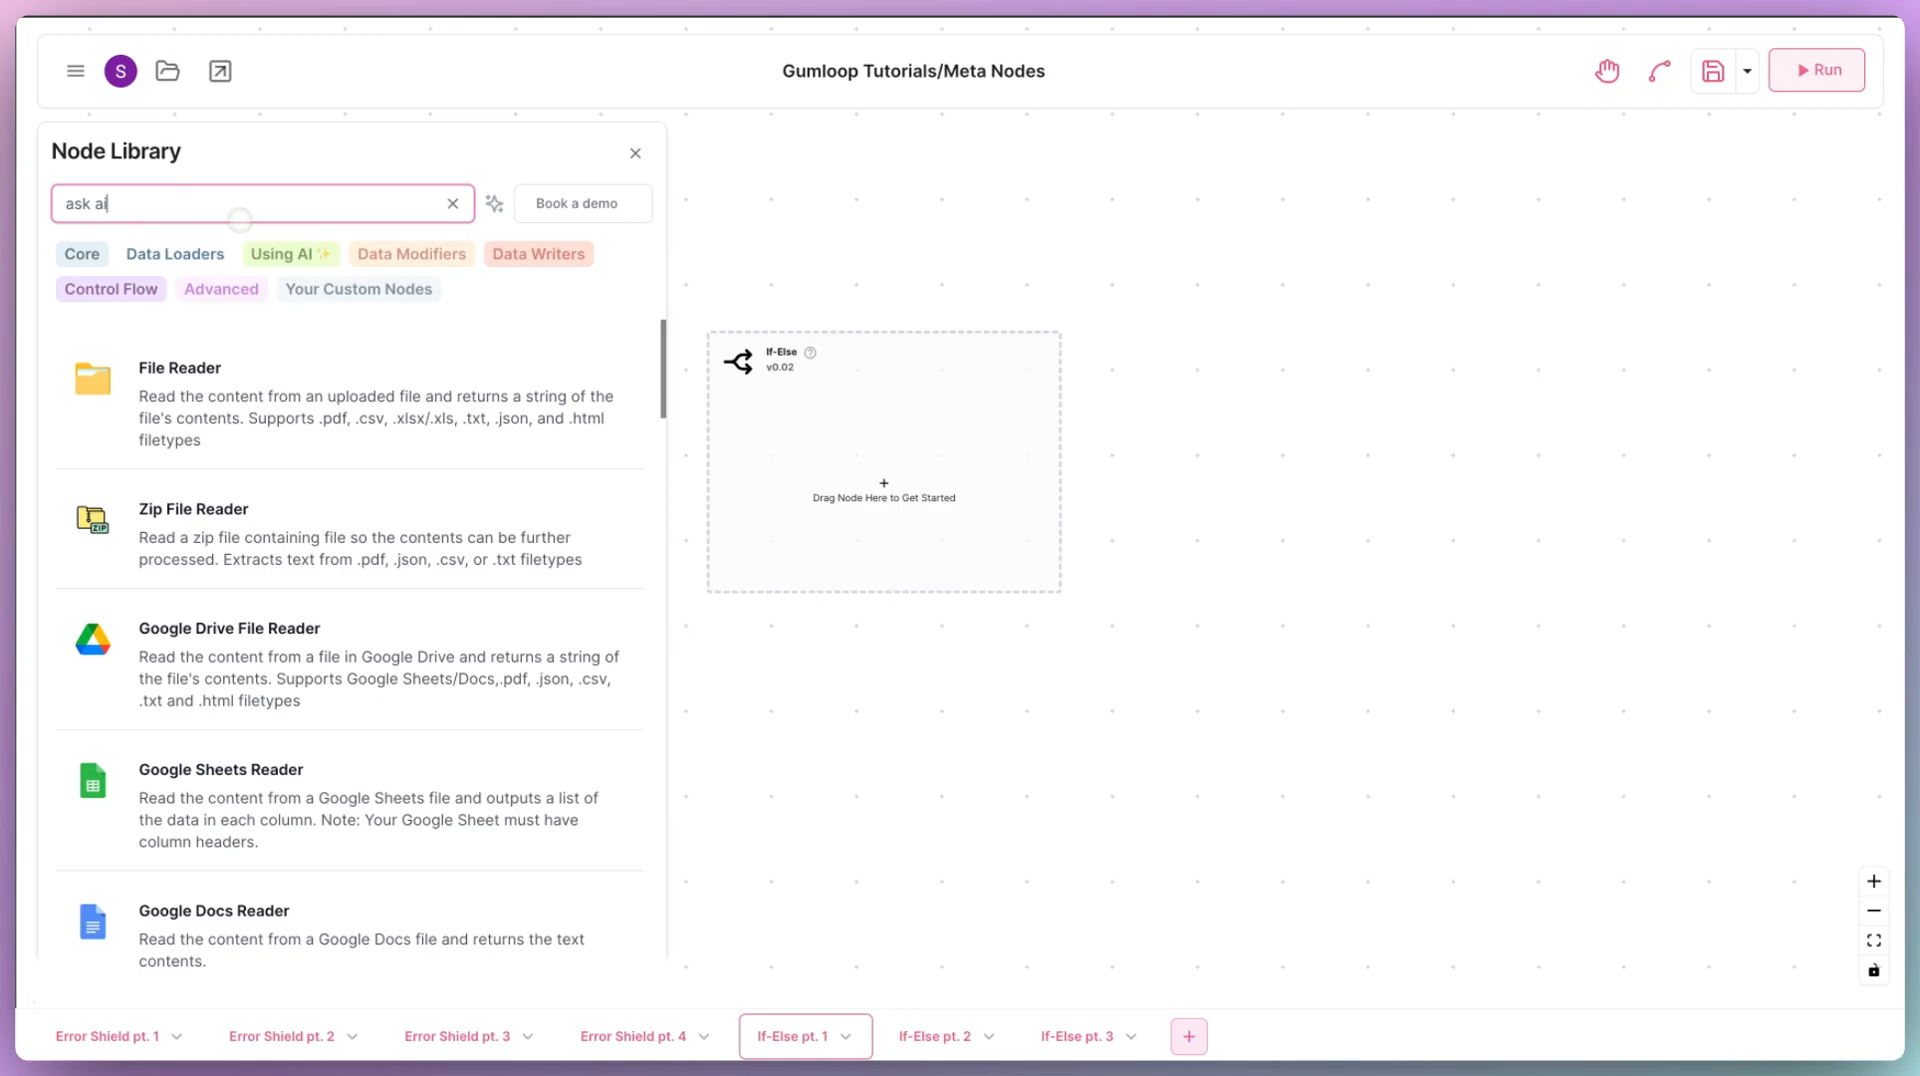 S
Gumloop Tutorials/Meta Nodes
Run
Node Library
ask ai
Book a demo
Core
Data Loaders
Using AI✨
Data Modifiers
Data Writers
Control Flow
Advanced
Your Custom Nodes
File Reader
Read the content from an uploaded file and returns a string of the
file's contents. Supports .pdf, .csv, .xlsx/.xls, .txt, .json, and .html
filetypes
ZIP
Zip File Reader
Read a zip file containing file so the contents can be further
processed. Extracts text from .pdf, .json, .csv, or .txt filetypes
Google Drive File Reader
Read the content from a file in Google Drive and returns a string of
the file's contents. Supports Google Sheets/Docs,.pdf, .json, .csv,
.txt and .html filetypes
Google Sheets Reader
Read the content from a Google Sheets file and outputs a list of
the data in each column. Note: Your Google Sheet must have
column headers.
Google Docs Reader
Read the content from a Google Docs file and returns the text
contents.
If-Else
v0.02
+
Drag Node Here to Get Started
Error Shield pt. 1
Error Shield pt. 2
Error Shield pt. 3
Error Shield pt. 4
If-Else pt. 1
If-Else pt. 2
If-Else pt. 3
+